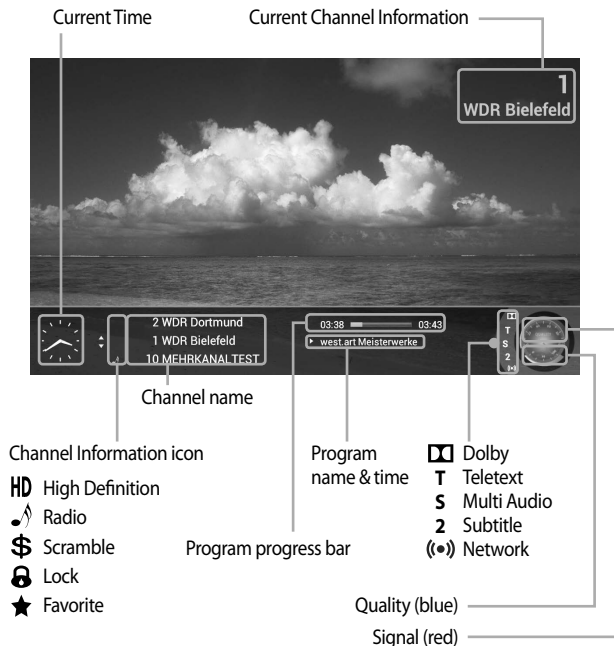 Current Time
Current Channel Information
1
WDR Bielefeld
2 WDR Dortmund
1 WDR Bielefeld
10 MEHRKANALTEST
03:38 03:43
west.art Meisterwerke
T
S
2
Channel name
Channel Information icon
HD High Definition
Radio
$ Scramble
Lock
Favorite
Program
name & time
Program progress bar
Dolby
T Teletext
S Multi Audio
2 Subtitle
Network
Quality (blue)
Signal (red)